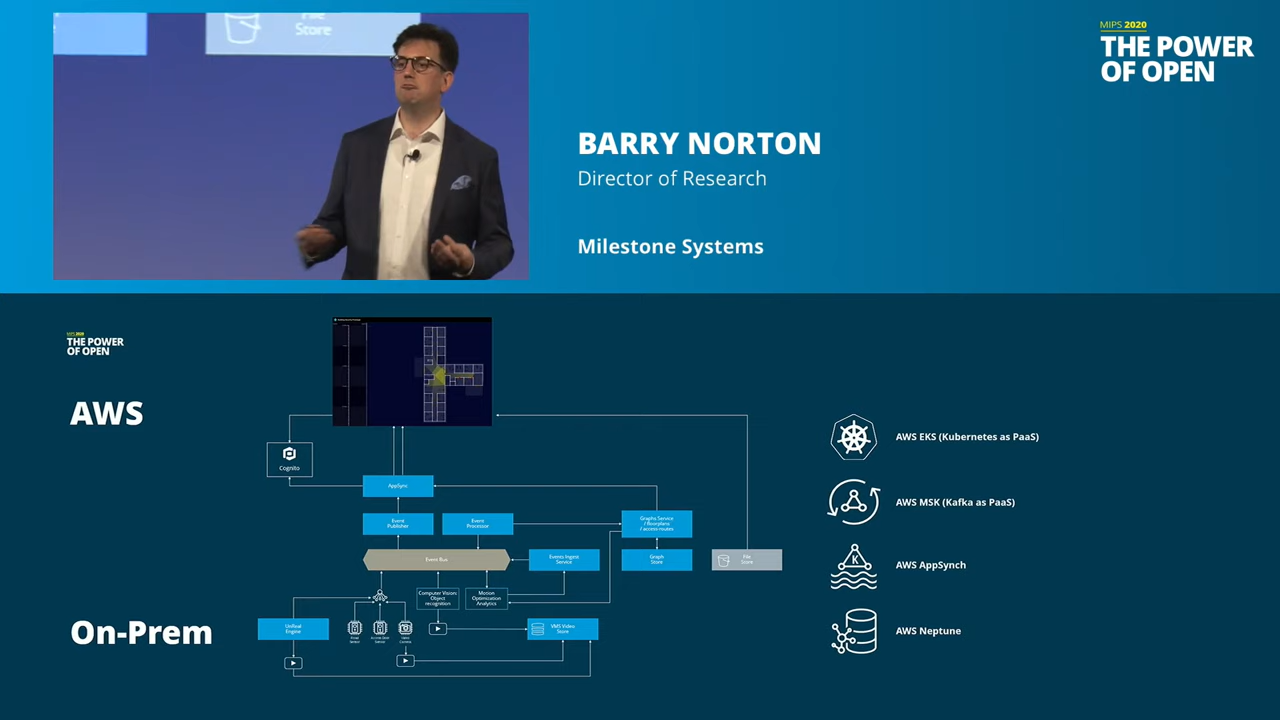 File
Store
MIPS 2020
THE POWER
OF OPEN
BARRY NORTON
Director of Research
Milestone Systems
MIPS 2020
THE POWER
OF OPEN
AWS
Cognito
AppSync
Event
Publisher
Event
Processor
Graphs Service
/ floorplans
/ access routes
Event Bus
Events Ingest
Service
Graph
Store
File
Store
Computer Vision:
Object
recognition
Motion
Optimization
Analytics
On-Prem
Unified
Engine
VMS Video
Store
AWS EKS (Kubernetes as PaaS)
AWS MSK (Kafka as PaaS)
K
AWS AppSynch
AWS Neptune